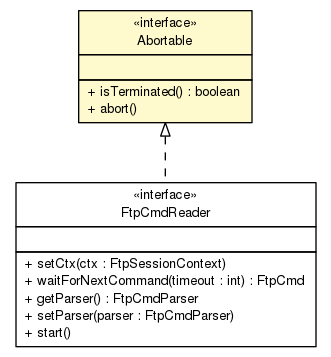 «interface»
Abortable
+ isTerminated() : boolean
+ abort()
«interface»
FtpCmdReader
+ setCtx(ctx : FtpSessionContext)
+ waitForNextCommand(timeout : int) : FtpCmd
+ getParser() : FtpCmdParser
+ setParser(parser : FtpCmdParser)
+ start()